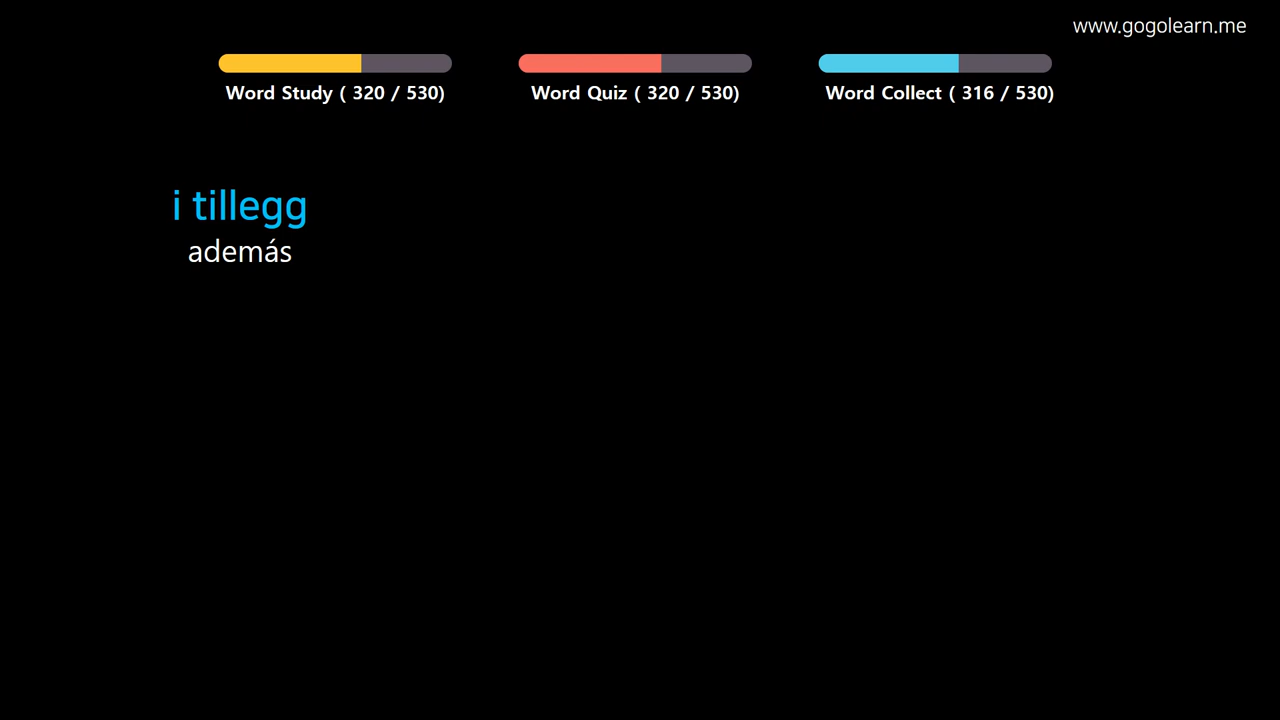 www.gogolearn.me
Word Study ( 320 / 530)
Word Quiz ( 320 / 530)
Word Collect ( 316 / 530)
i tillegg
además